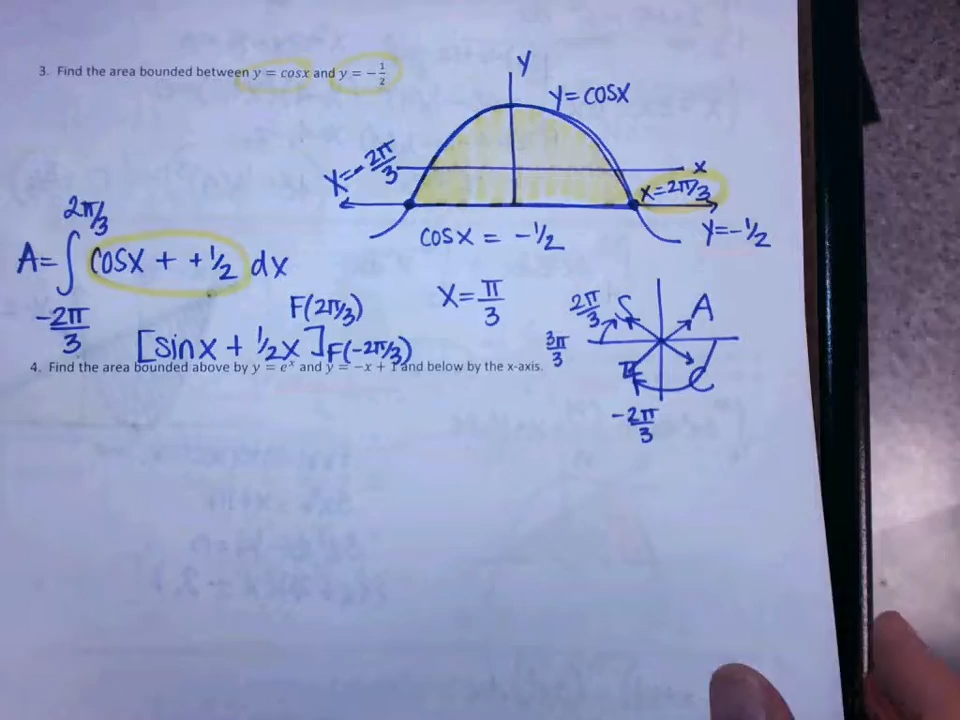 3. Find the area bounded between y = cosx and y = -1/2
y
y=cosx
x
x=-2π/3
x=2π/3
y=-1/2
cosx = -1/2
2π/3
A=∫ cosx + +1/2 dx
-2π/3
x=π/3
F(2π/3)
[sinx + 1/2x]
F(-2π/3)
2π/3
S A
3π/3
T C
-2π/3
4. Find the area bounded above by y = eˣ and y = -x + 1 and below by the x-axis.